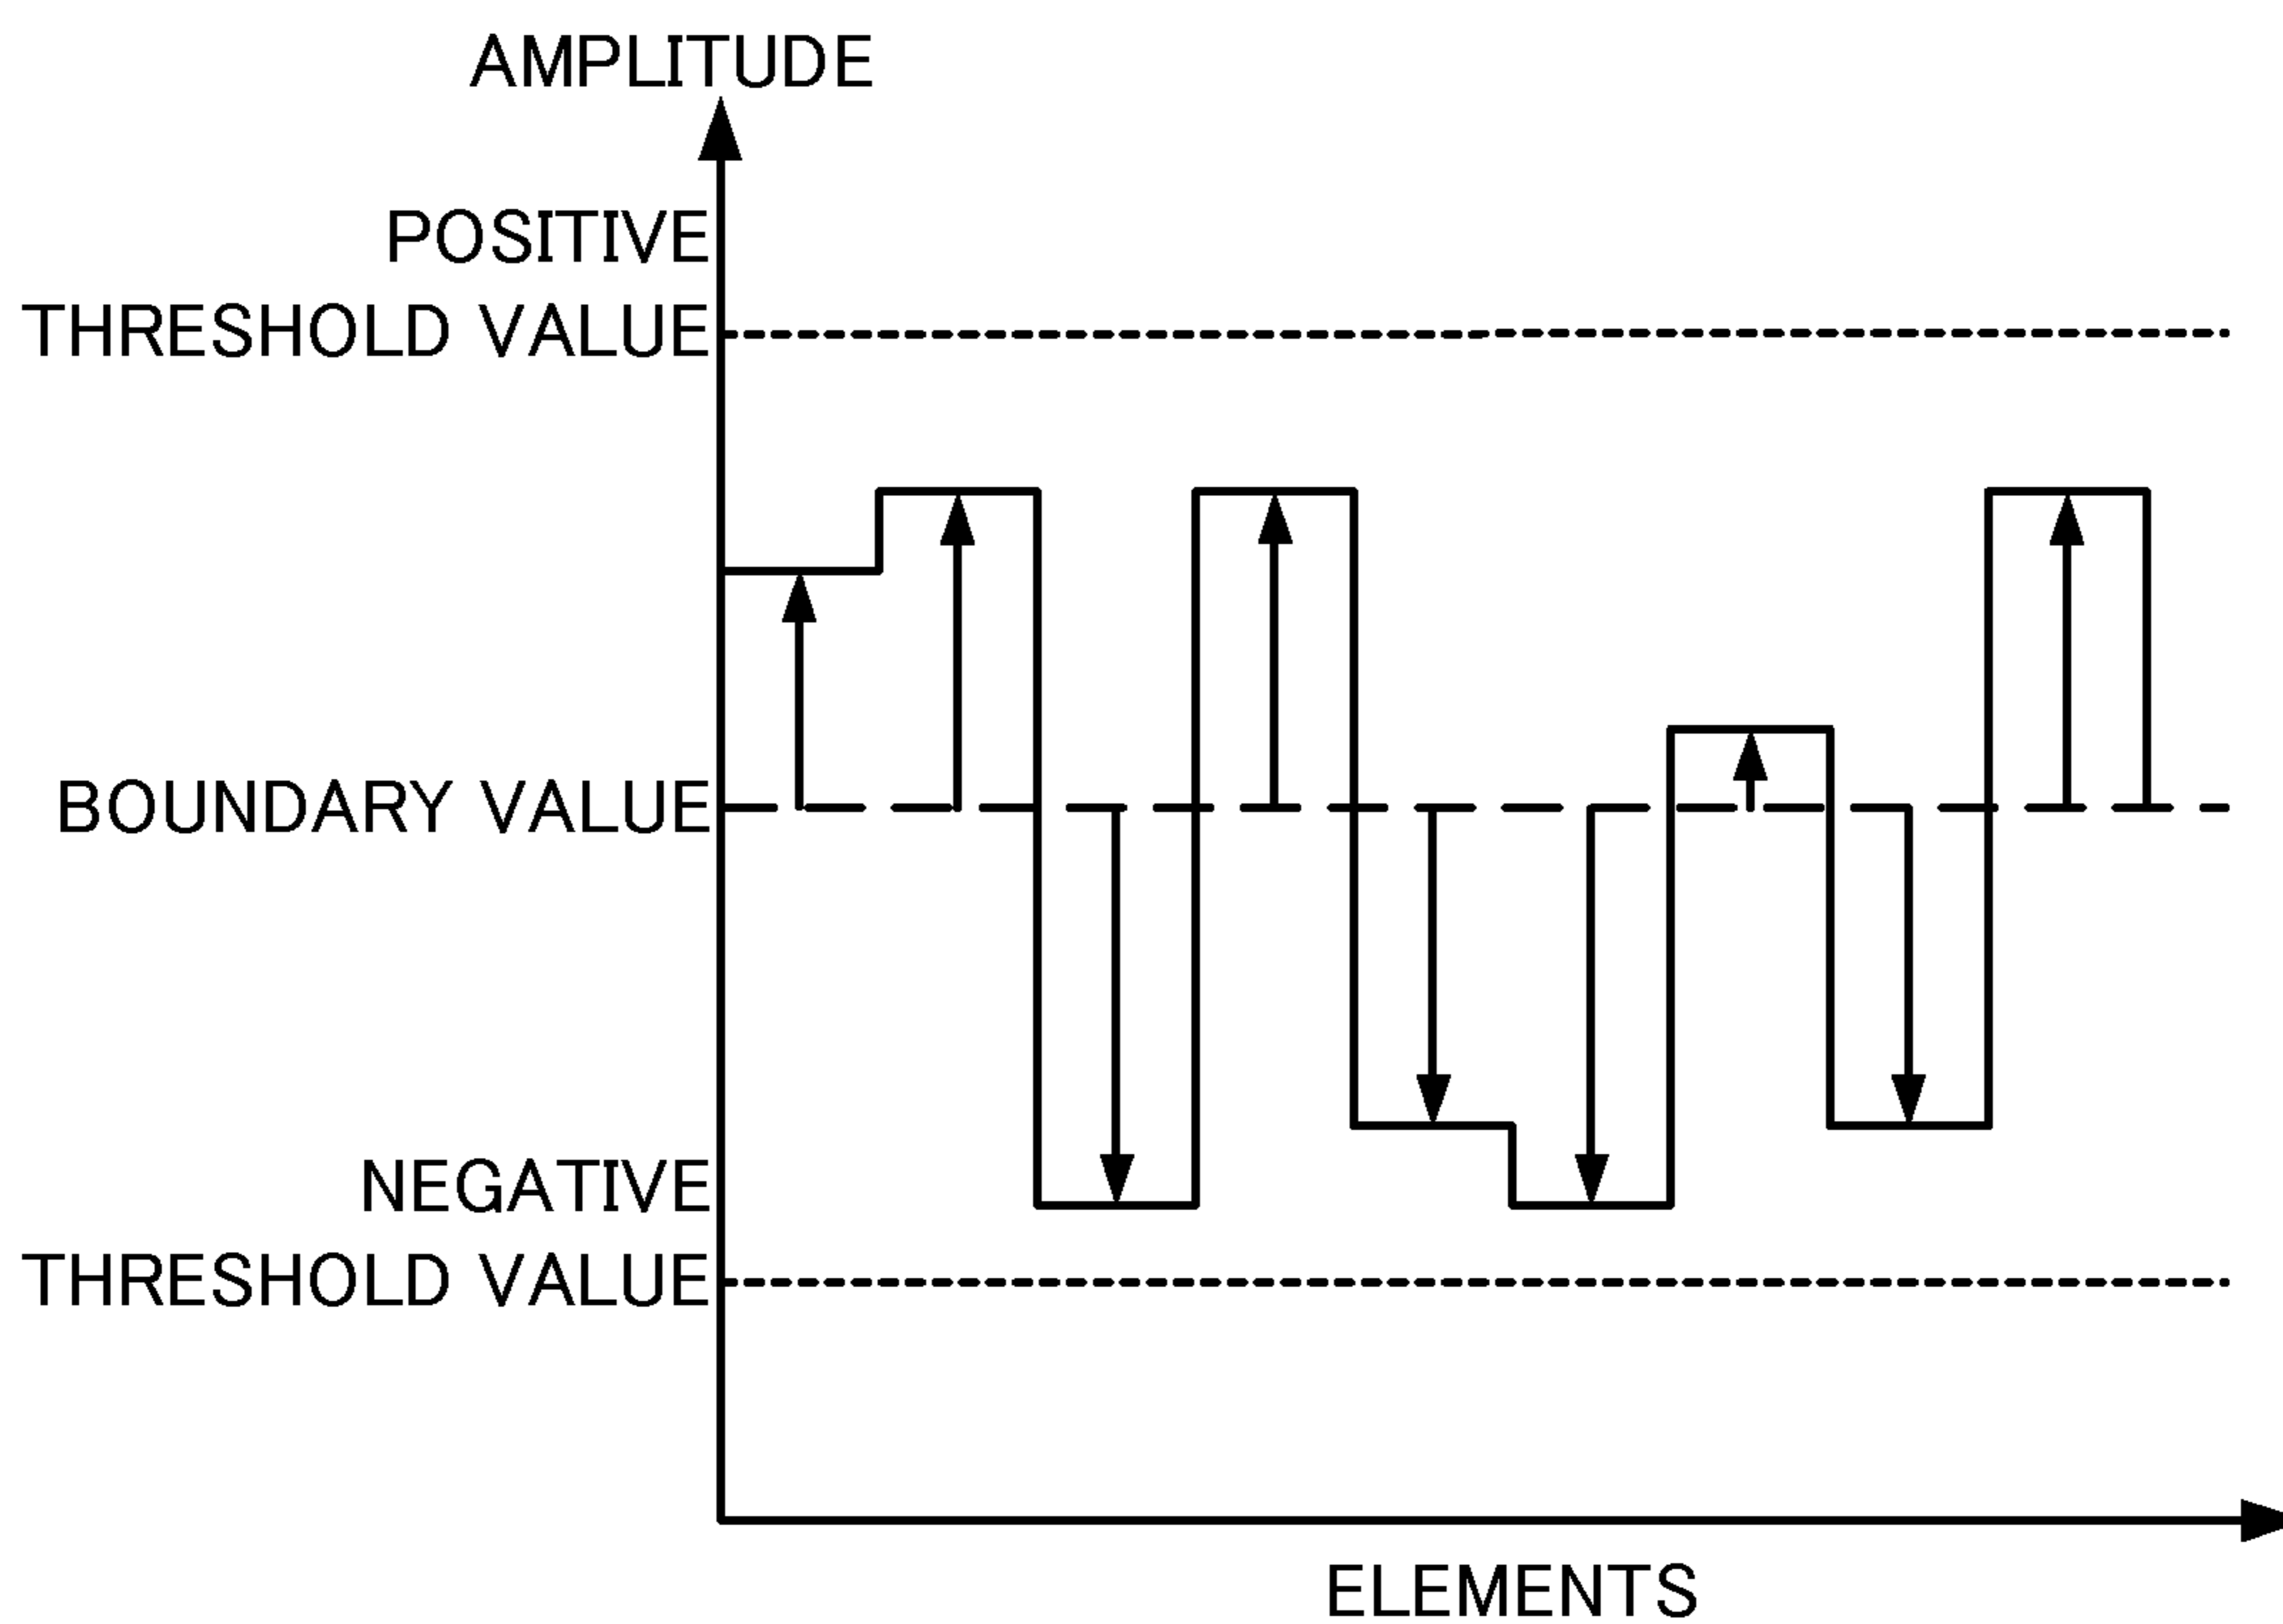 AMPLITUDE
POSITIVE
THRESHOLD VALUE
BOUNDARY VALUE
NEGATIVE
THRESHOLD VALUE
ELEMENTS